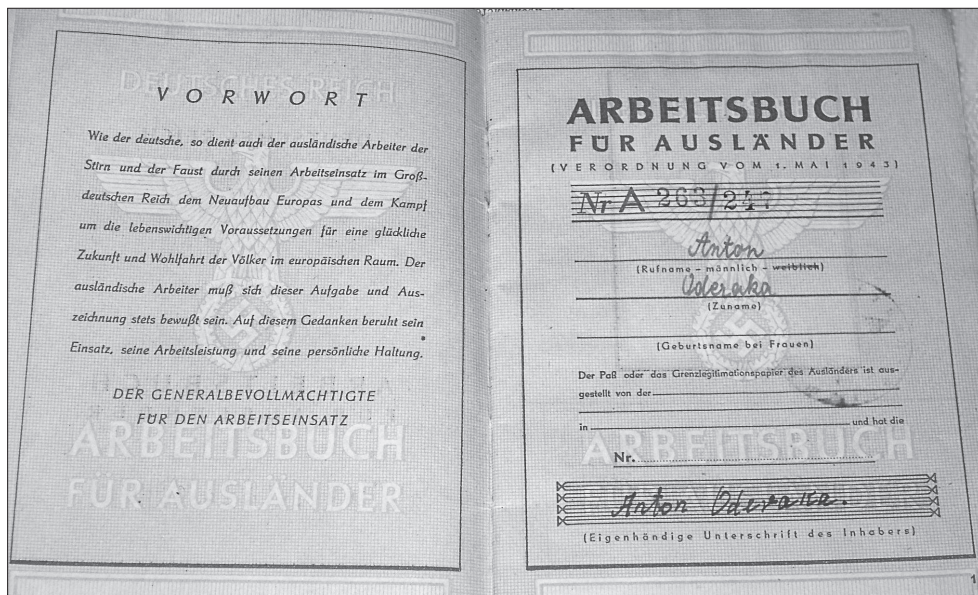 DEUTSCHES REICH
VORWORT
Wie der deutsche, so dient auch der ausländische Arbeiter der
Stirn und der Faust durch seinen Arbeitseinsatz im Groß-
deutschen Reich dem Neuaufbau Europas und dem Kampf
um die lebenswichtigen Voraussetzungen für eine glückliche
Zukunft und Wohlfahrt der Völker im europäischen Raum. Der
ausländische Arbeiter muß sich dieser Aufgabe und Aus-
zeichnung stets bewußt sein. Auf diesem Gedanken beruht sein
Einsatz, seine Arbeitsleistung und seine persönliche Haltung.
DER GENERALBEVOLLMÄCHTIGTE
FÜR DEN ARBEITSEINSATZ
ARBEITSBUCH
FÜR AUSLÄNDER
ARBEITSBUCH
FÜR AUSLÄNDER
(VERORDNUNG VOM 1. MAI 1943)
Nr A 263/247
Anton
(Rufname – männlich – weiblich)
Oderaka
(Zuname)
(Geburtsname bei Frauen)
Der Paß oder das Grenzlegitimationspapier des Ausländers ist aus-
gestellt von der
in und hat die
ARBEITSBUCH
Nr.
Anton Oderaka.
(Eigenhändige Unterschrift des Inhabers)
1